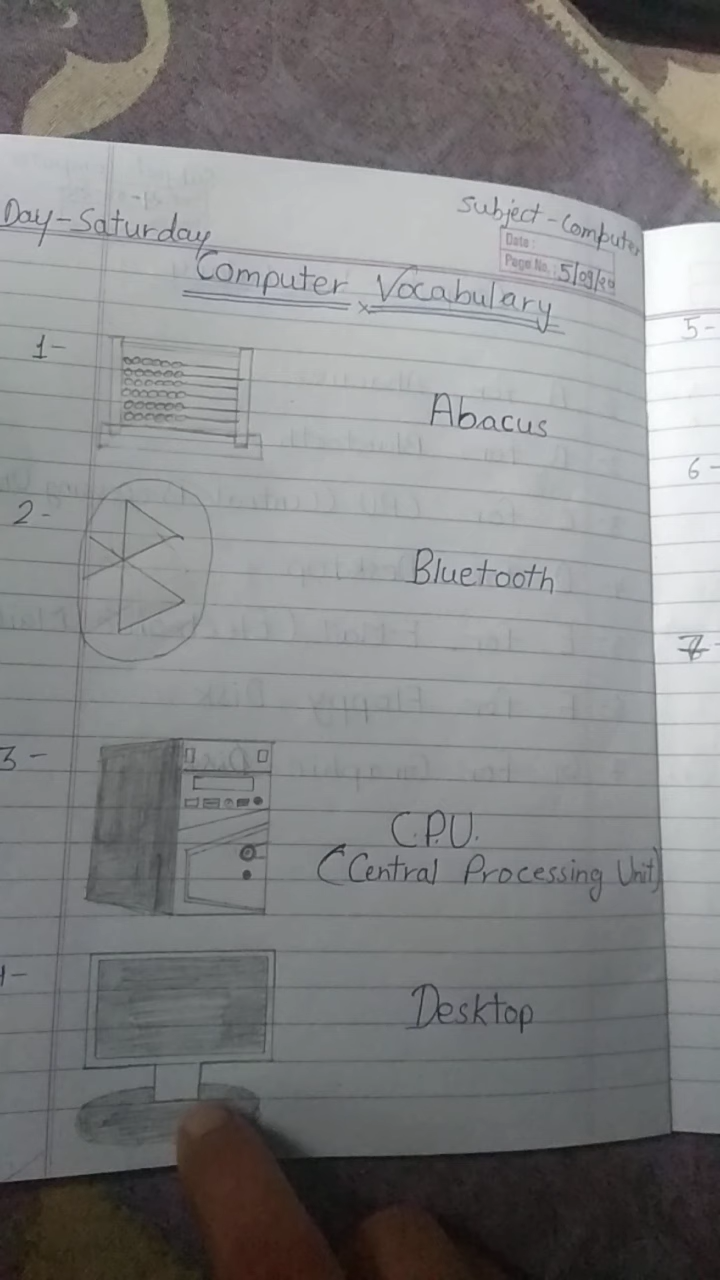 Day-Saturday
Subject-Computer
Date:
Page No.: 5/09/20
Computer Vocabulary
1-
Abacus
2-
Bluetooth
3-
C.P.U.
(Central Processing Unit)
4-
Desktop
5-
6-
7-